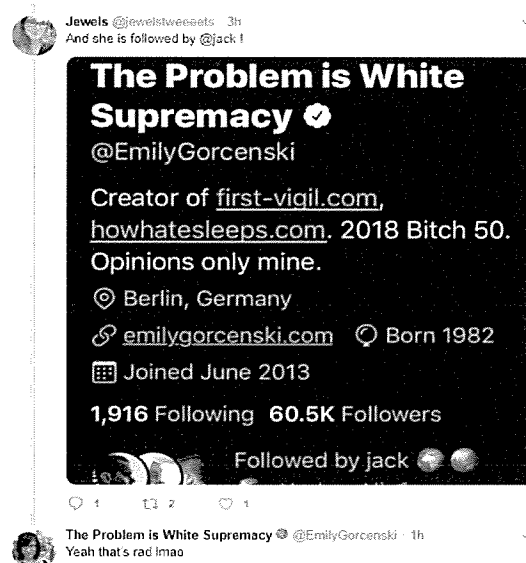 Jewels @jewelstweeeets · 3h
And she is followed by @jack !
The Problem is White
Supremacy
@EmilyGorcenski
Creator of first-vigil.com,
howhatesleeps.com. 2018 Bitch 50.
Opinions only mine.
Berlin, Germany
emilygorcenski.com Born 1982
Joined June 2013
1,916 Following 60.5K Followers
Followed by jack
1 2 1
The Problem is White Supremacy @EmilyGorcenski · 1h
Yeah that's rad lmao